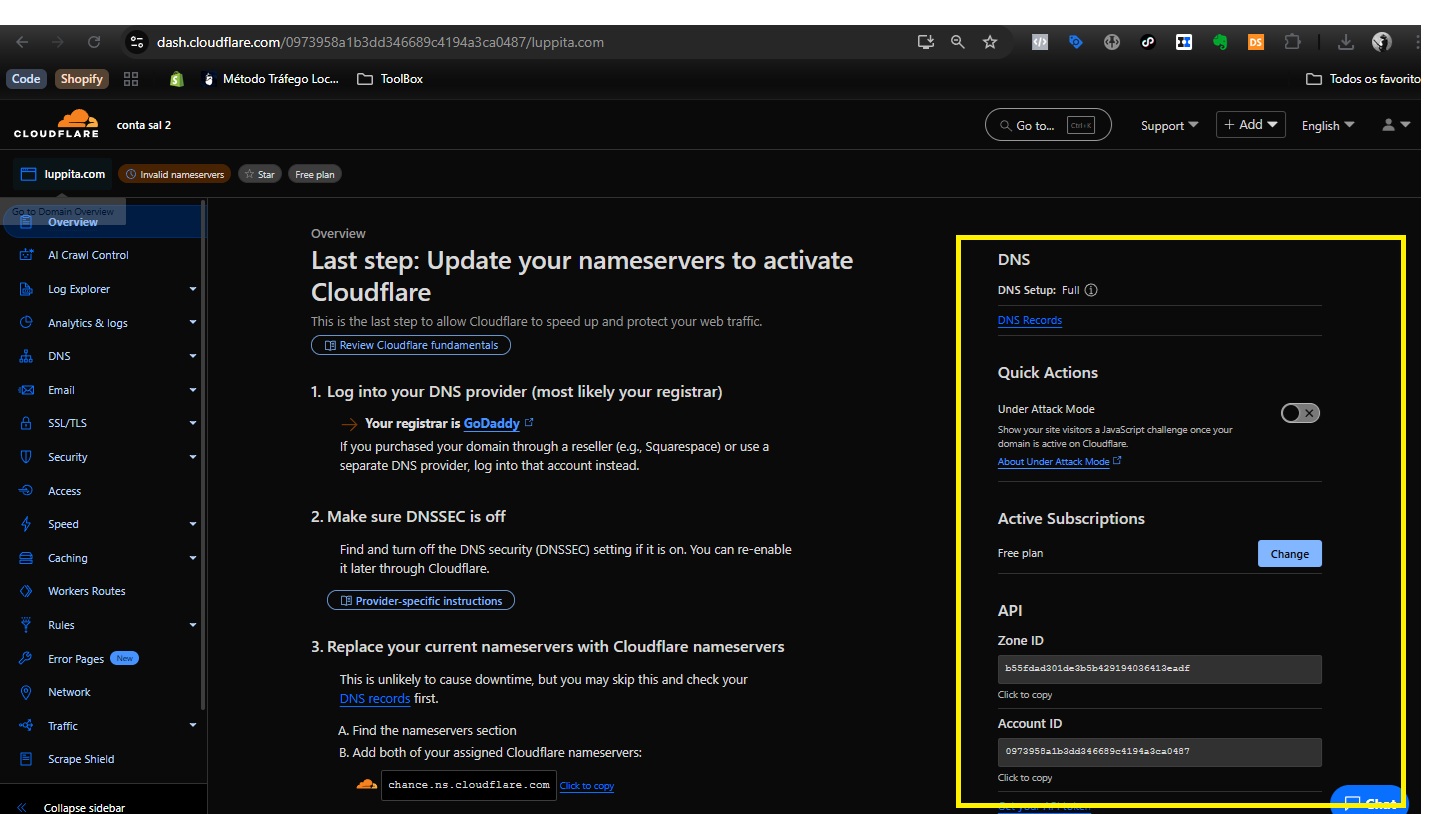 dash.cloudflare.com/0973958a1b3dd346689c4194a3ca0487/luppita.com
Code
Shopify
Método Tráfego Loc...
ToolBox
Todos os favorito
CLOUDFLARE
conta sal 2
Go to...
Ctrl+K
Support
+ Add
English
luppita.com
Invalid nameservers
Star
Free plan
Go to Domain Overview
Overview
AI Crawl Control
Log Explorer
Analytics & logs
DNS
Email
SSL/TLS
Security
Access
Speed
Caching
Workers Routes
Rules
Error Pages New
Network
Traffic
Scrape Shield
Collapse sidebar
Overview
Last step: Update your nameservers to activate
Cloudflare
This is the last step to allow Cloudflare to speed up and protect your web traffic.
Review Cloudflare fundamentals
1. Log into your DNS provider (most likely your registrar)
Your registrar is GoDaddy
If you purchased your domain through a reseller (e.g., Squarespace) or use a
separate DNS provider, log into that account instead.
2. Make sure DNSSEC is off
Find and turn off the DNS security (DNSSEC) setting if it is on. You can re-enable
it later through Cloudflare.
Provider-specific instructions
3. Replace your current nameservers with Cloudflare nameservers
This is unlikely to cause downtime, but you may skip this and check your
DNS records first.
A. Find the nameservers section
B. Add both of your assigned Cloudflare nameservers:
chance.ns.cloudflare.com Click to copy
DNS
DNS Setup: Full
DNS Records
Quick Actions
Under Attack Mode
Show your site visitors a JavaScript challenge once your
domain is active on Cloudflare.
About Under Attack Mode
Active Subscriptions
Free plan
Change
API
Zone ID
b55fdad301de3b5b429194036413eadf
Click to copy
Account ID
0973958a1b3dd346689c4194a3ca0487
Click to copy
Get your API token
Chat